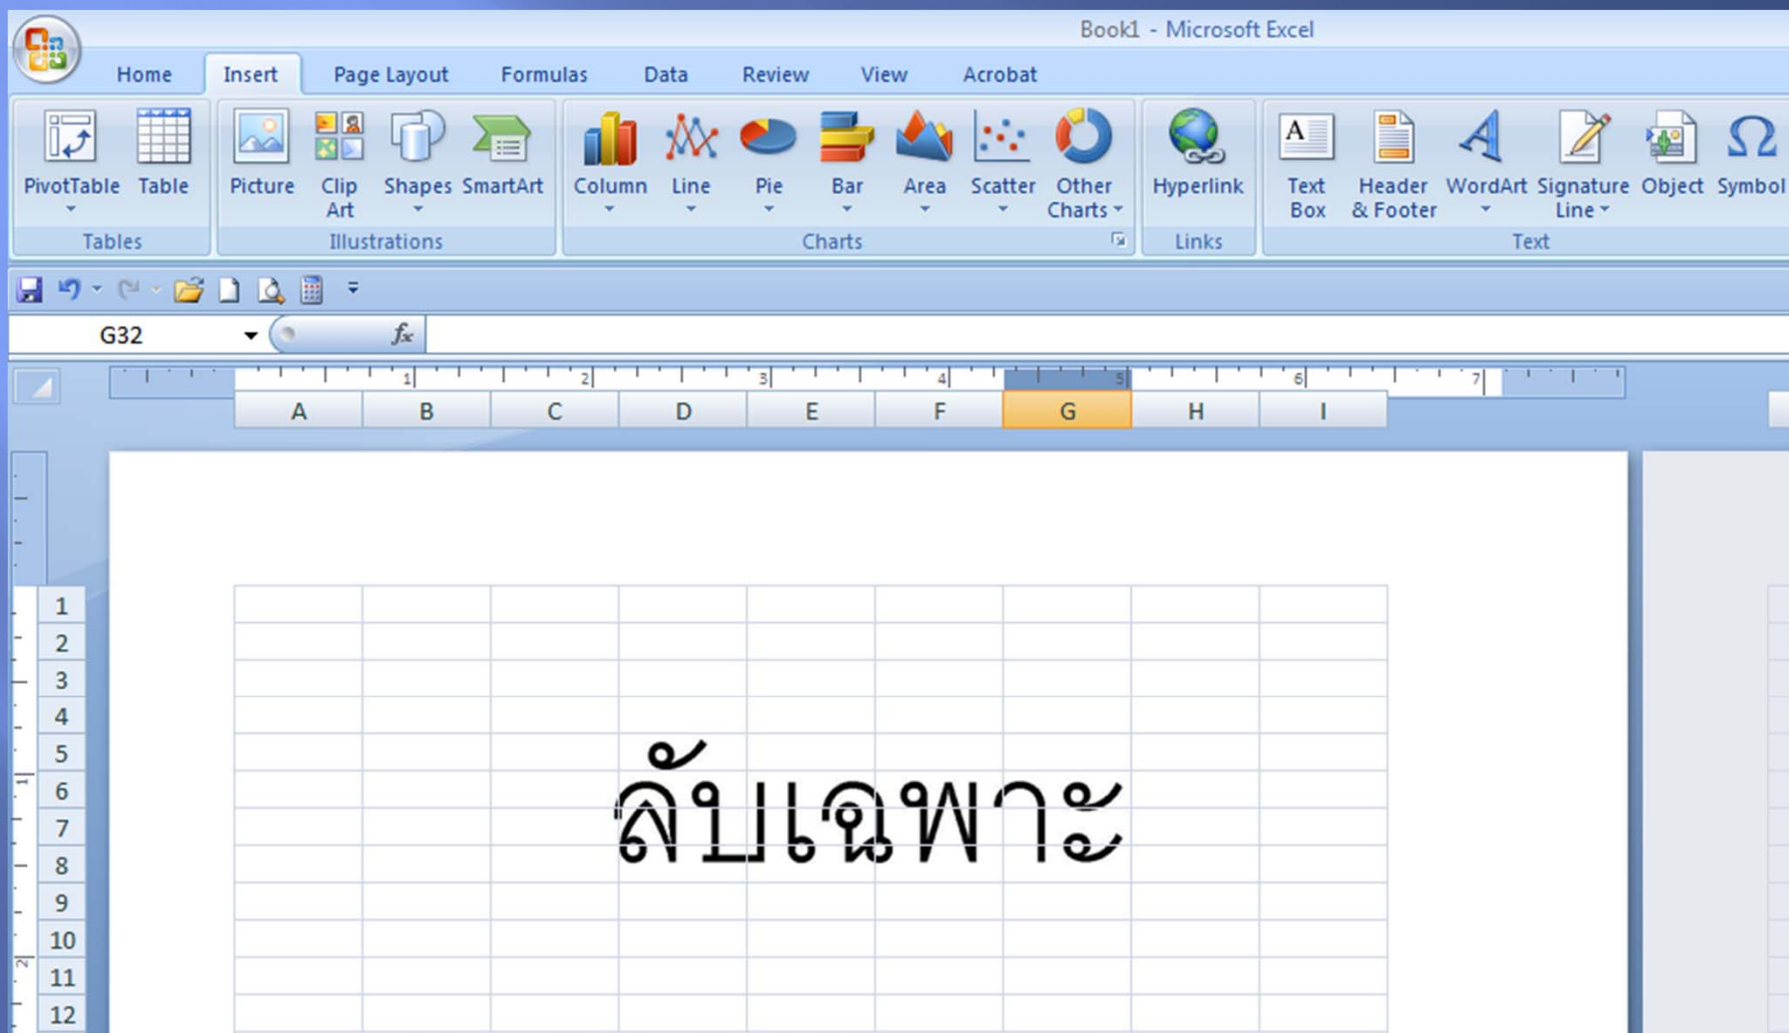 Book1 - Microsoft Excel
Home Insert Page Layout Formulas Data Review View Acrobat
PivotTable Table Picture Clip Art Shapes SmartArt Column Line Pie Bar Area Scatter Other Charts Hyperlink Text Box Header & Footer WordArt Signature Line Object Symbol
Tables Illustrations Charts Links Text
G32 fx
1 2 3 4 5 6 7
A B C D E F G H I
1
2
3
4
5
6
7
8
9
10
11
12
1
2
ลับเฉพาะ